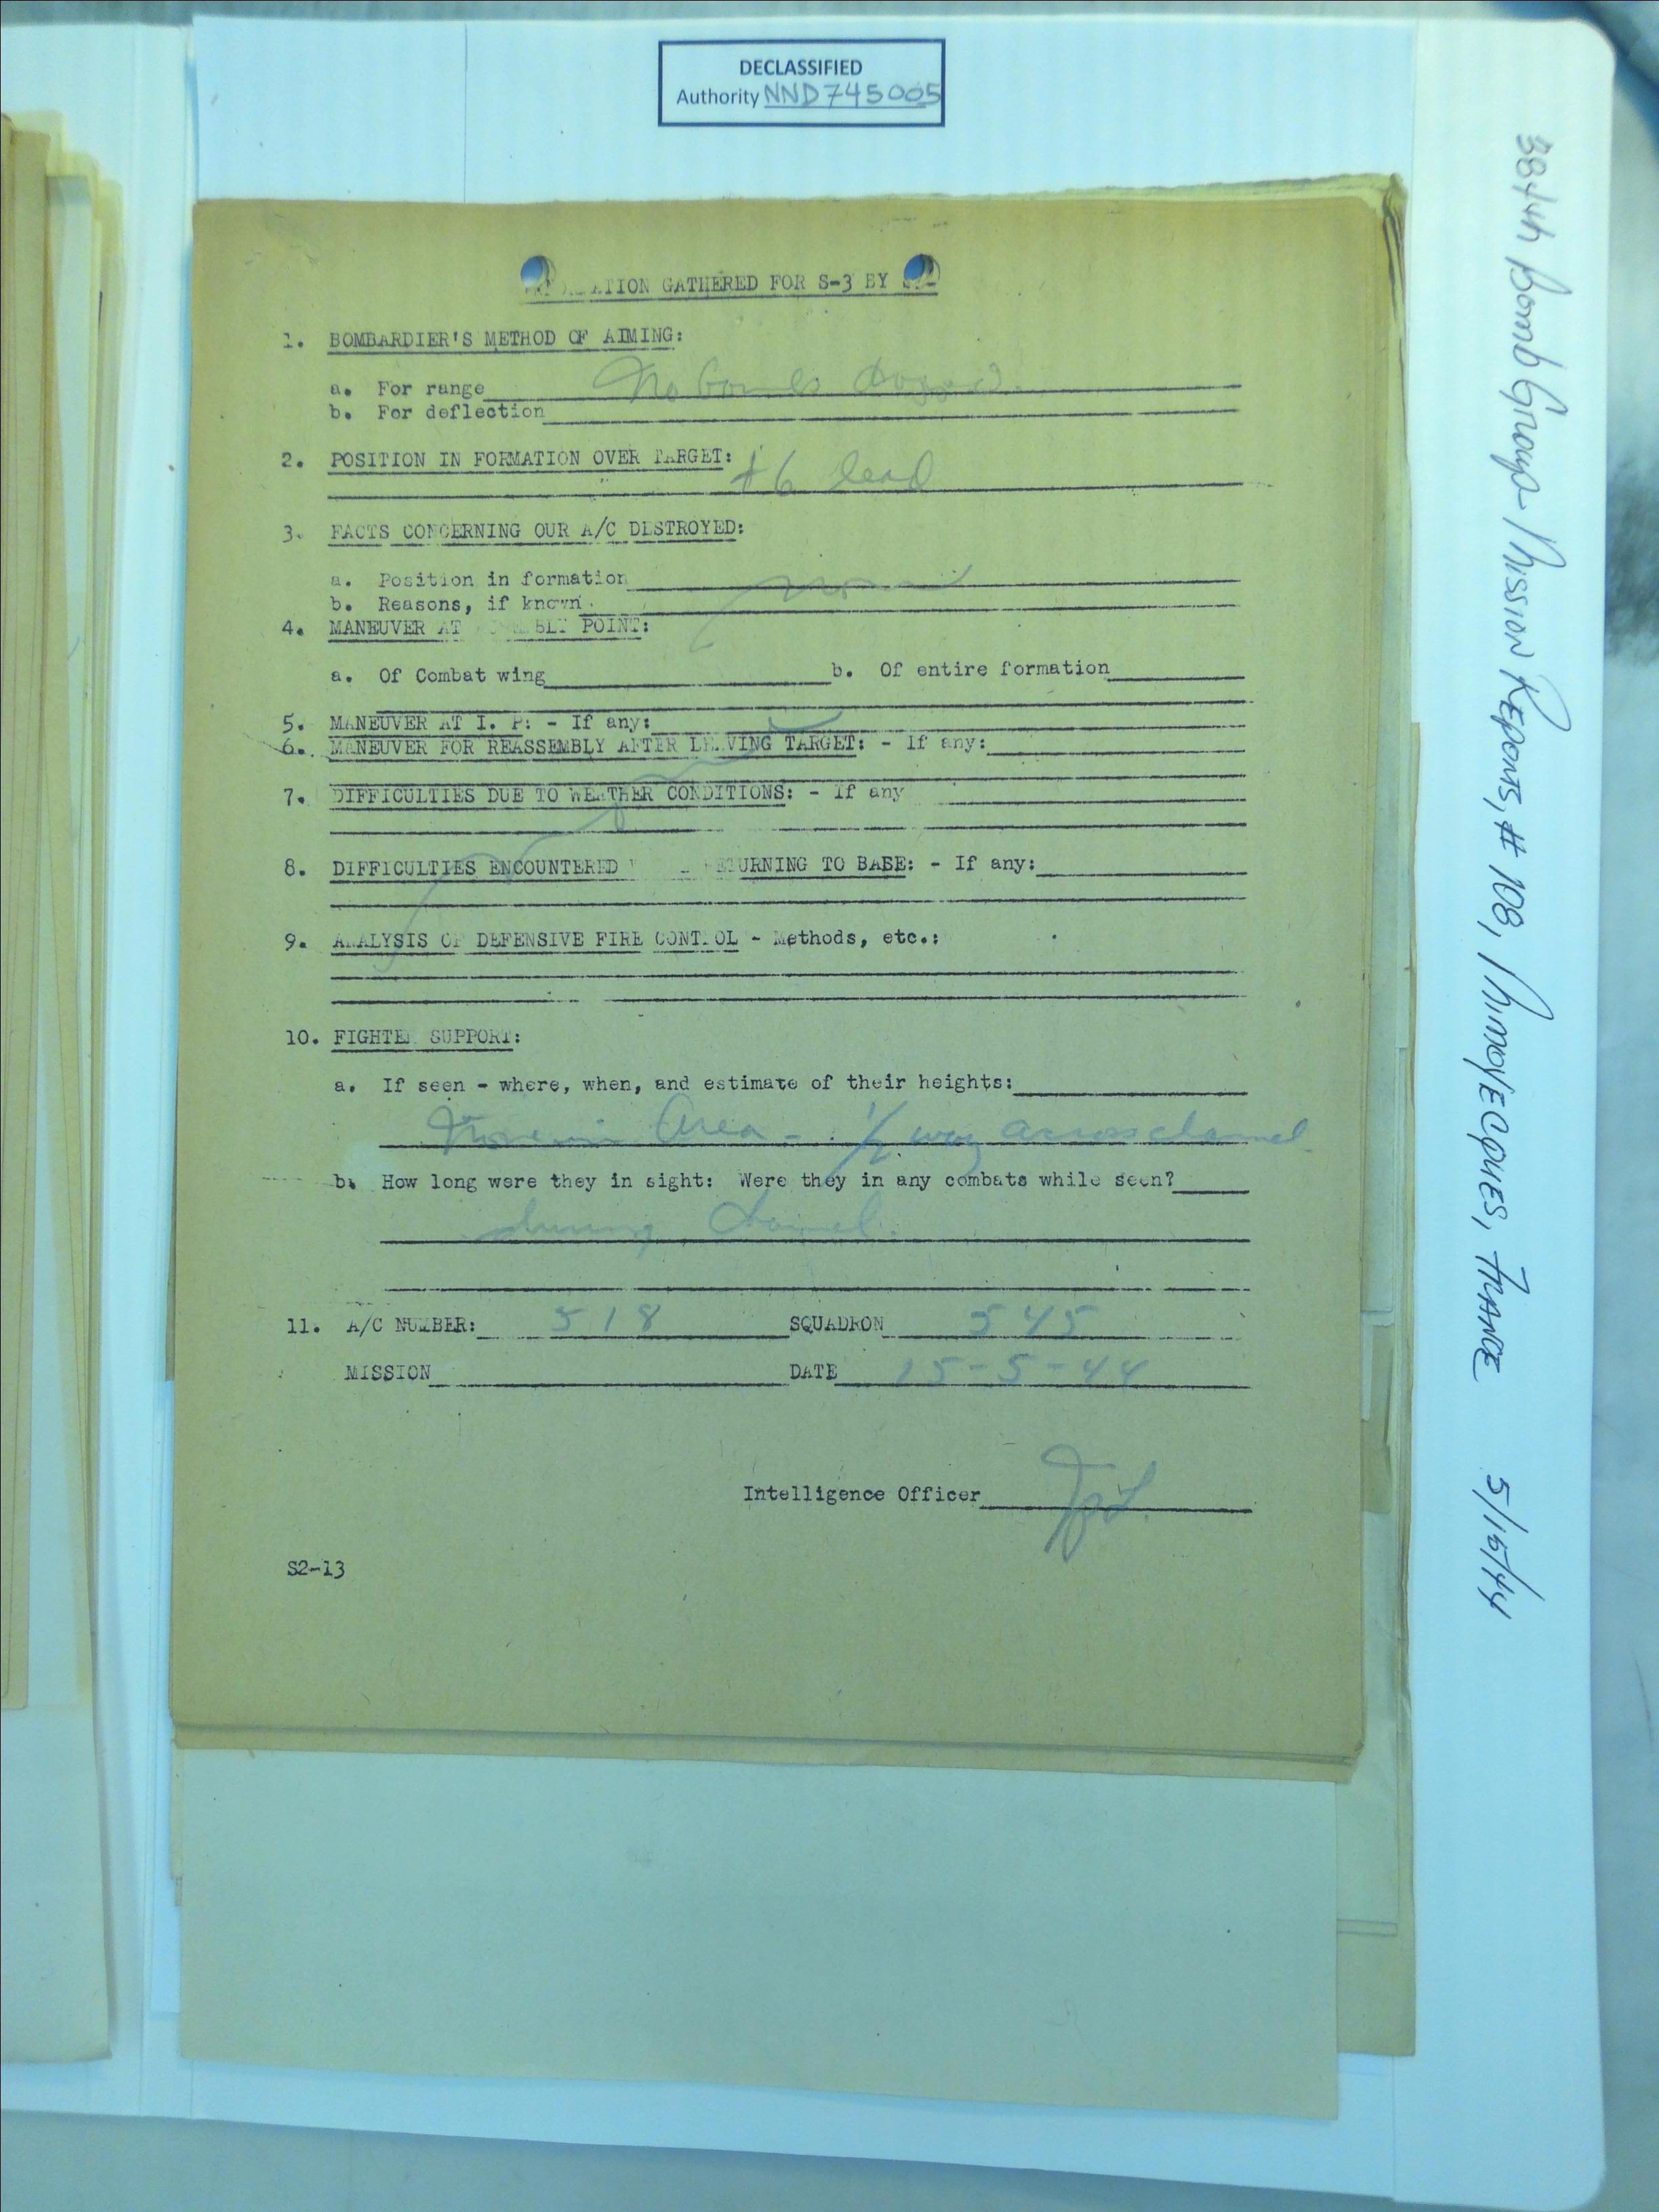 DECLASSIFIED
Authority NND745005
ATION GATHERED FOR S-3 BY
1. BOMBARDIER'S METHOD OF AIMING:
a. For range No bombs
b. For deflection
2. POSITION IN FORMATION OVER TARGET:
#6 lead
3. FACTS CONCERNING OUR A/C DESTROYED:
a. Position in formation
b. Reasons, if known
4. MANEUVER AT BLY POINT:
a. Of Combat wing b. Of entire formation
5. MANEUVER AT I. P: - If any:
6. MANEUVER FOR REASSEMBLY AFTER LEAVING TARGET: - If any:
7. DIFFICULTIES DUE TO WEATHER CONDITIONS: - If any
8. DIFFICULTIES ENCOUNTERED RETURNING TO BASE: - If any:
9. ANALYSIS OF DEFENSIVE FIRE CONTROL - Methods, etc.:
10. FIGHTER SUPPORT:
a. If seen - where, when, and estimate of their heights:
Area - 1/2 way across channel.
b. How long were they in sight: Were they in any combats while seen?
during
11. A/C NUMBER: 518 SQUADRON 545
MISSION DATE 15-5-44
Intelligence Officer
S2-13
384th Bomb Group Mission Reports, # 108, Mimoyecques, France 5/15/44